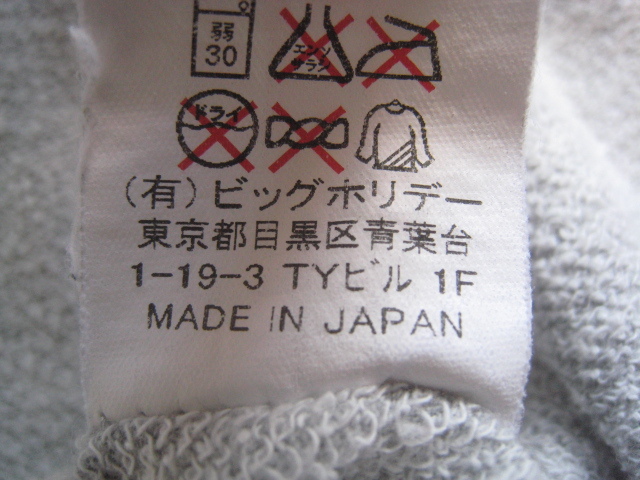 弱
30
エンソ
サラシ
ドライ
(有)ビッグホリデー
東京都目黒区青葉台
1-19-3 TYビル 1F
MADE IN JAPAN